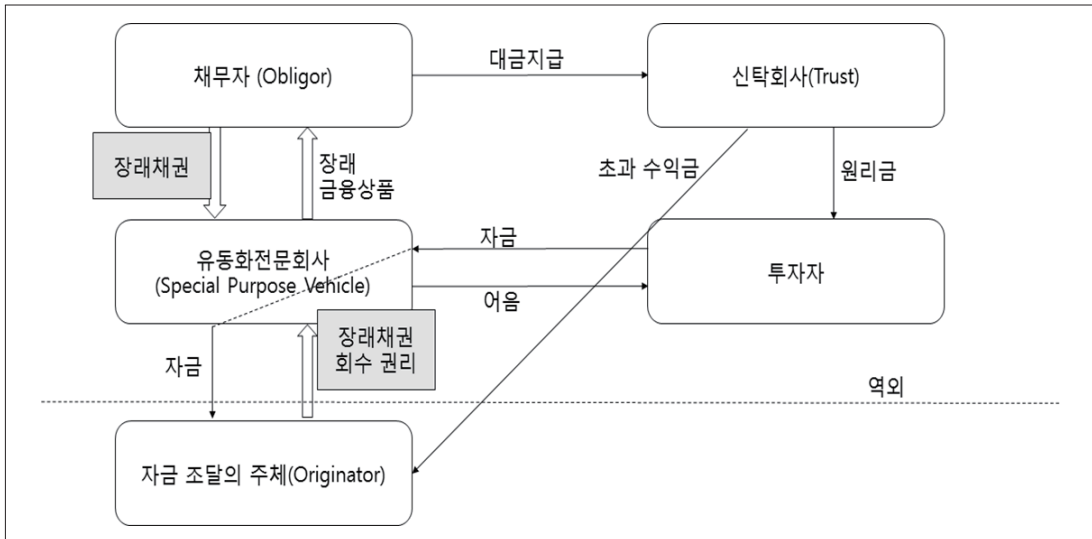 채무자 (Obligor)
대금지급
신탁회사(Trust)
장래채권
장래
금융상품
초과 수익금
원리금
유동화전문회사
(Special Purpose Vehicle)
자금
어음
투자자
자금
장래채권
회수 권리
역외
자금 조달의 주체(Originator)